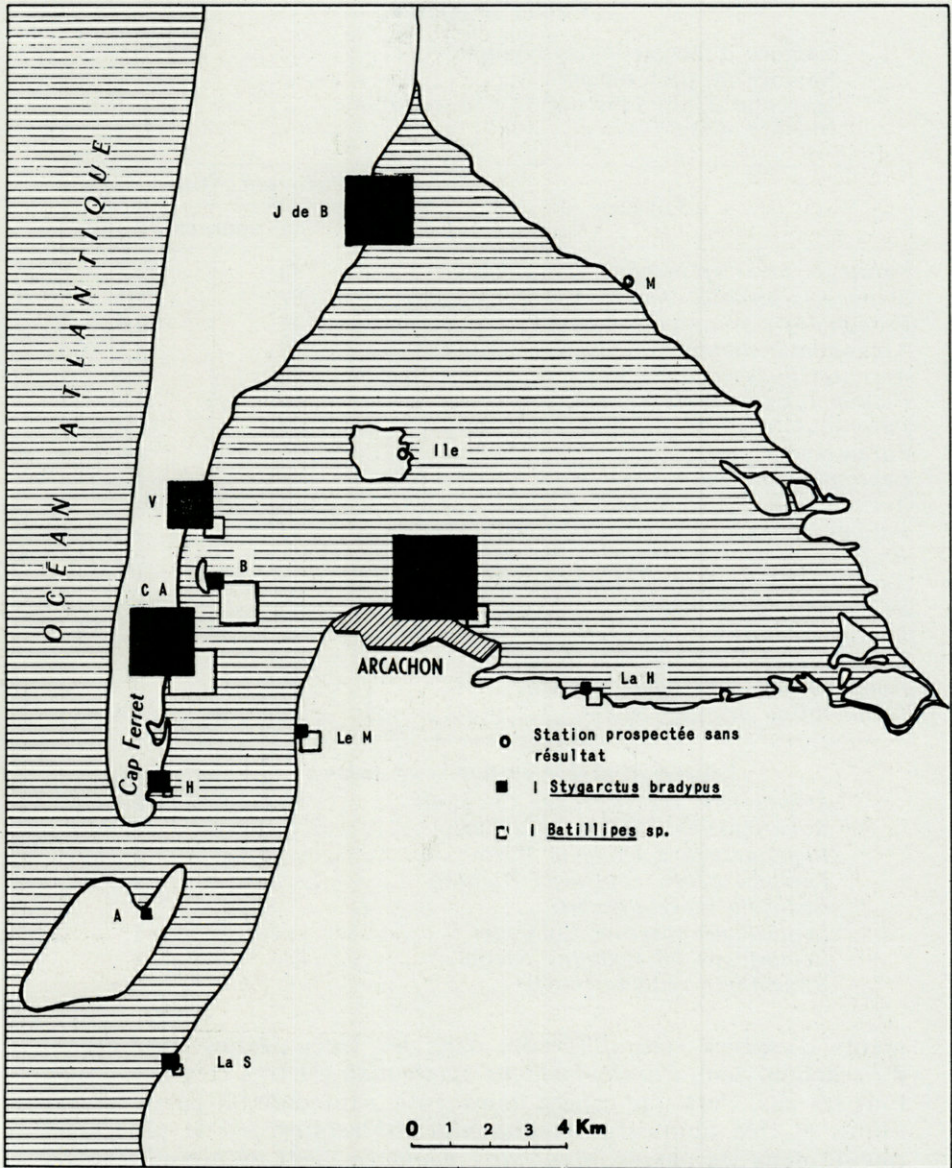 OCÉAN ATLANTIQUE
J de B
M
Ile
V
B
C A
ARCACHON
La H
Cap Ferret
Le M
Station prospectée sans
résultat
H
I Stygarctus bradypus
I Batillipes sp.
A
La S
0 1 2 4 Km